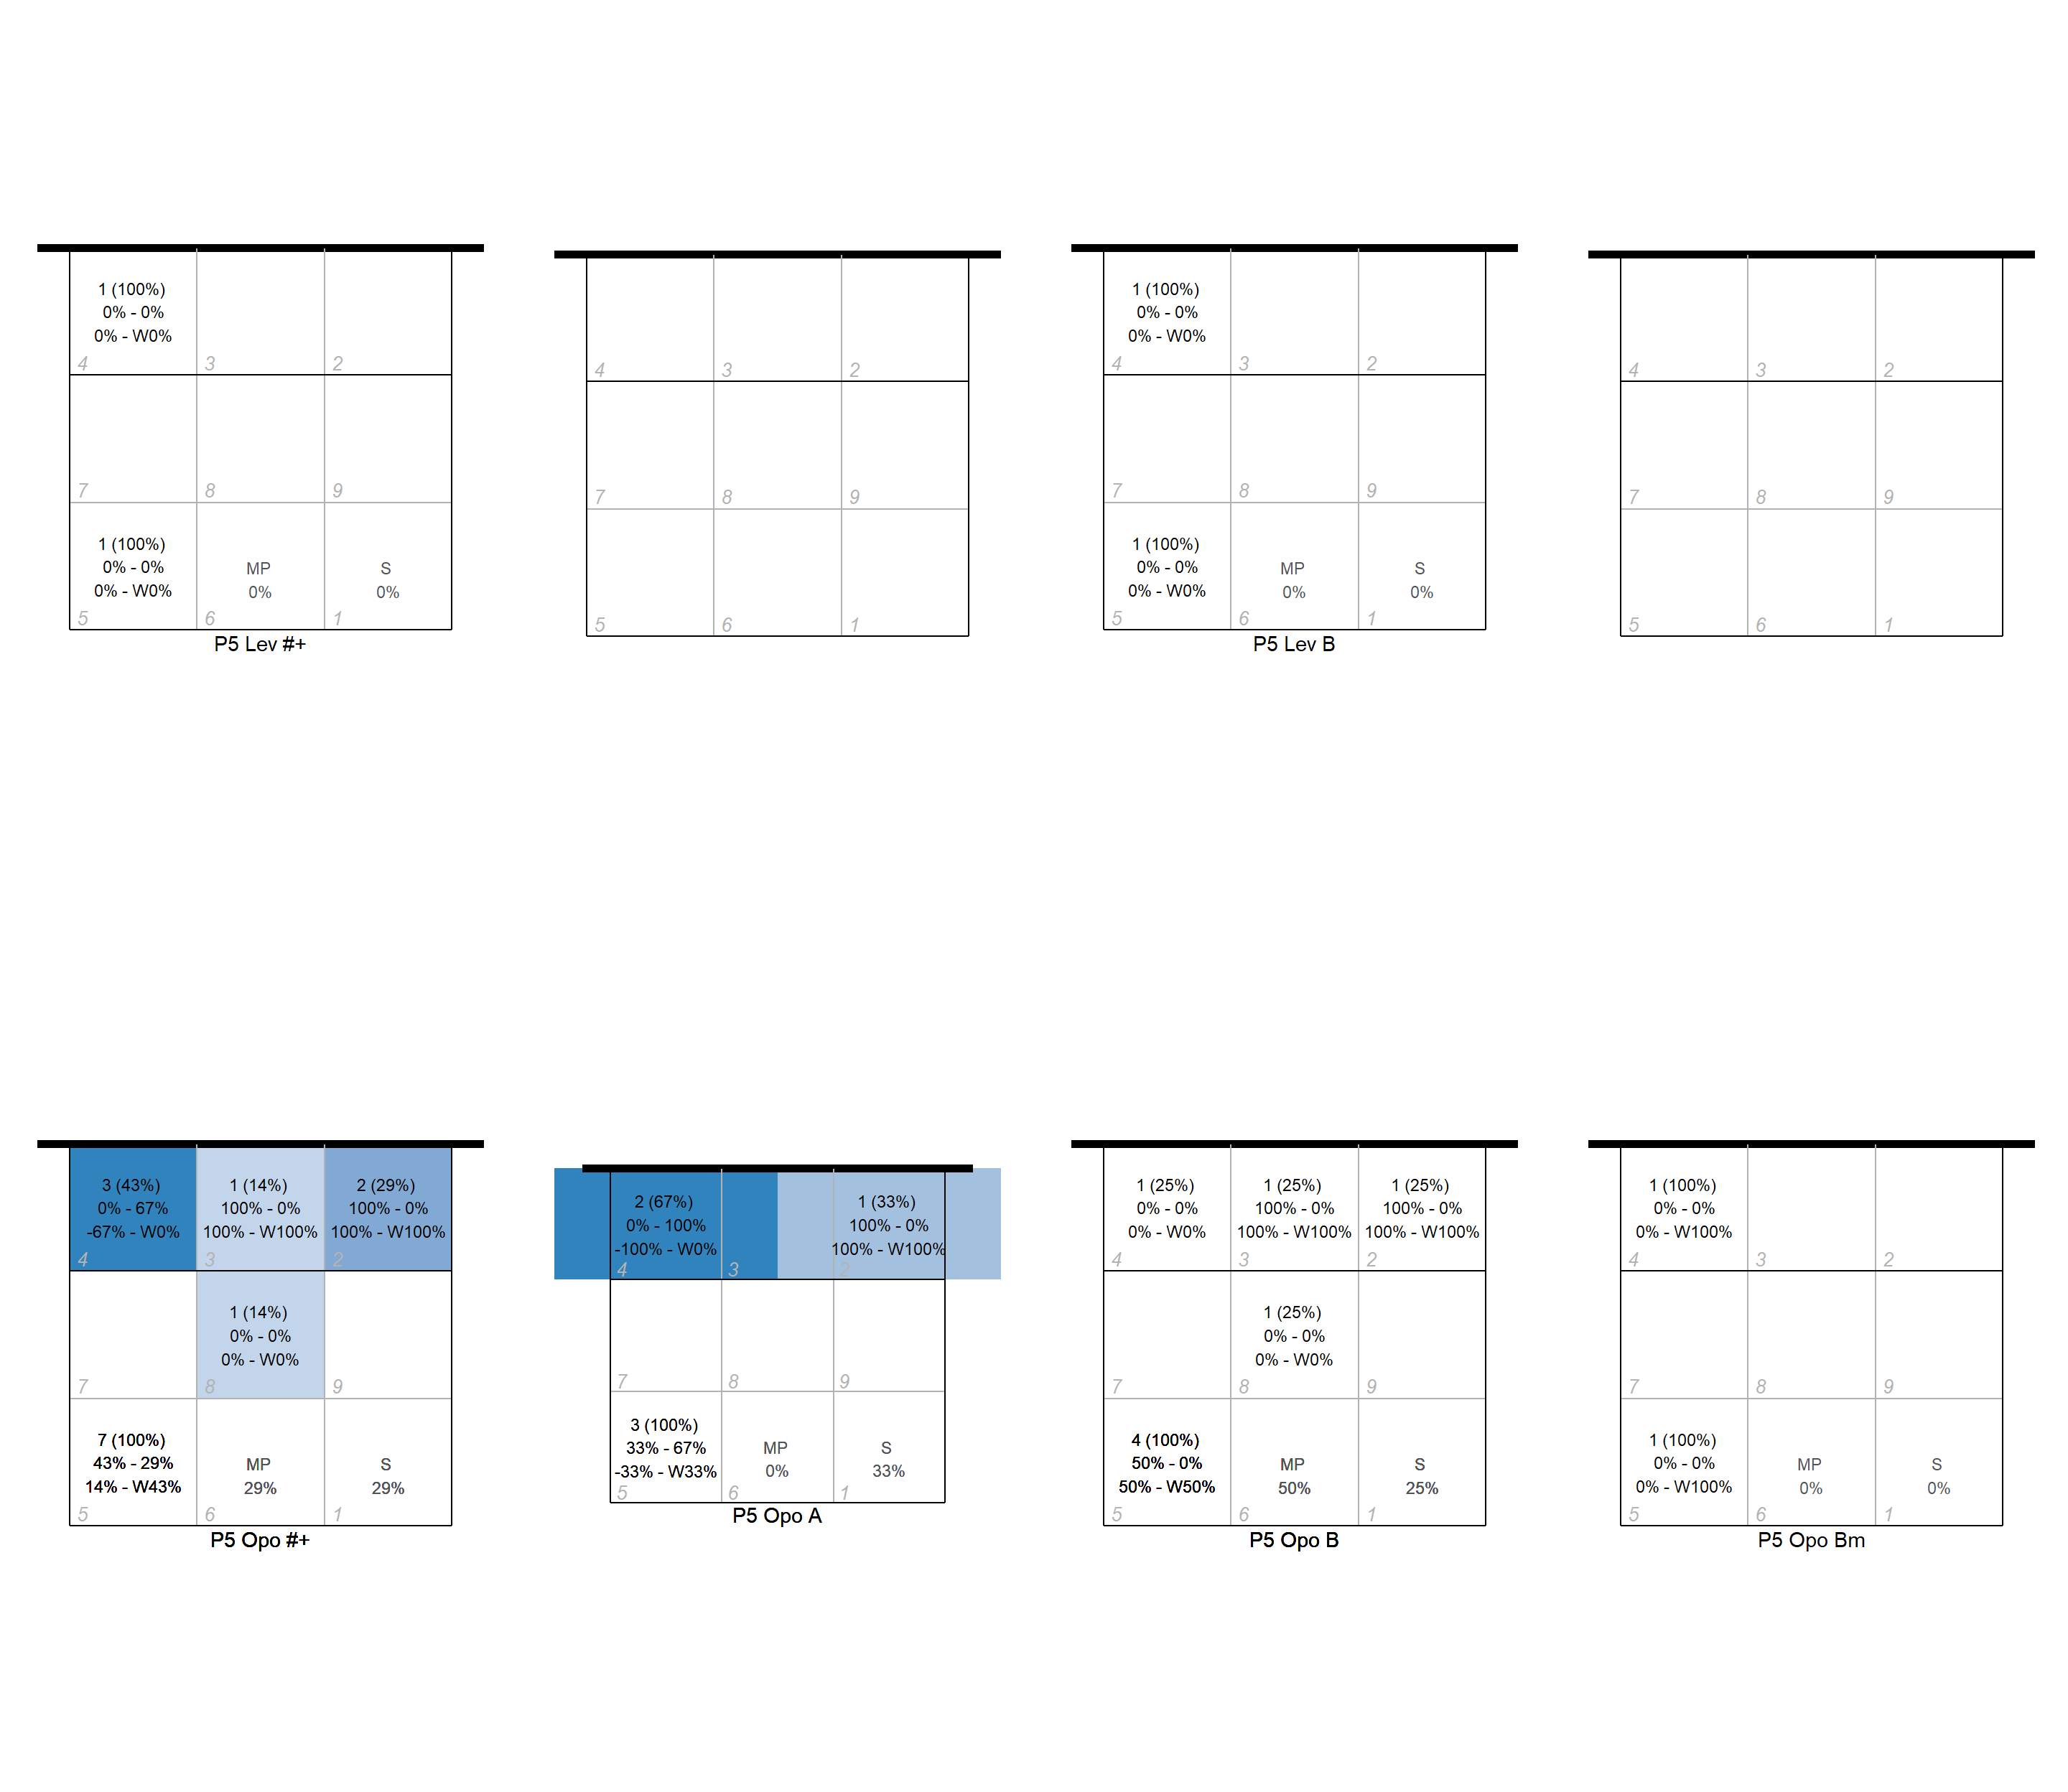 1 (100%)
0% - 0%
0% - W0%
4
3
2
7
8
9
1 (100%)
0% - 0%
0% - W0%
MP
0%
S
0%
5
6
1
P5 Lev #+
4
3
2
7
8
9
5
6
1
1 (100%)
0% - 0%
0% - W0%
4
3
2
7
8
9
1 (100%)
0% - 0%
0% - W0%
MP
0%
S
0%
5
6
1
P5 Lev B
4
3
2
7
8
9
5
6
1
3 (43%)
0% - 67%
-67% - W0%
1 (14%)
100% - 0%
100% - W100%
2 (29%)
100% - 0%
100% - W100%
4
3
2
1 (14%)
0% - 0%
0% - W0%
7
8
9
7 (100%)
43% - 29%
14% - W43%
MP
29%
S
29%
5
6
1
P5 Opo #+
2 (67%)
0% - 100%
-100% - W0%
1 (33%)
100% - 0%
100% - W100%
4
3
2
7
8
9
3 (100%)
33% - 67%
-33% - W33%
MP
0%
S
33%
5
6
1
P5 Opo A
1 (25%)
0% - 0%
0% - W0%
1 (25%)
100% - 0%
100% - W100%
1 (25%)
100% - 0%
100% - W100%
4
3
2
1 (25%)
0% - 0%
0% - W0%
7
8
9
4 (100%)
50% - 0%
50% - W50%
MP
50%
S
25%
5
6
1
P5 Opo B
1 (100%)
0% - 0%
0% - W100%
4
3
2
7
8
9
1 (100%)
0% - 0%
0% - W100%
MP
0%
S
0%
5
6
1
P5 Opo Bm